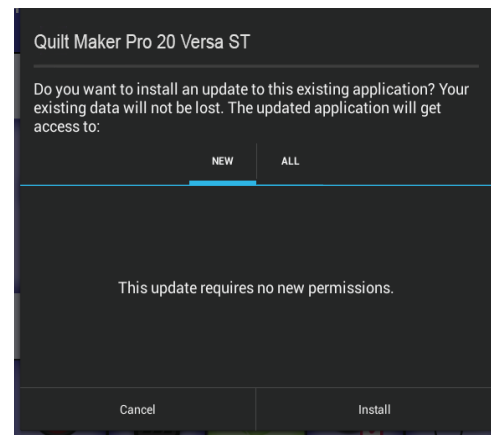 Quilt Maker Pro 20 Versa ST
Do you want to install an update to this existing application? Your
existing data will not be lost. The updated application will get
access to:
NEW ALL
This update requires no new permissions.
Cancel Install